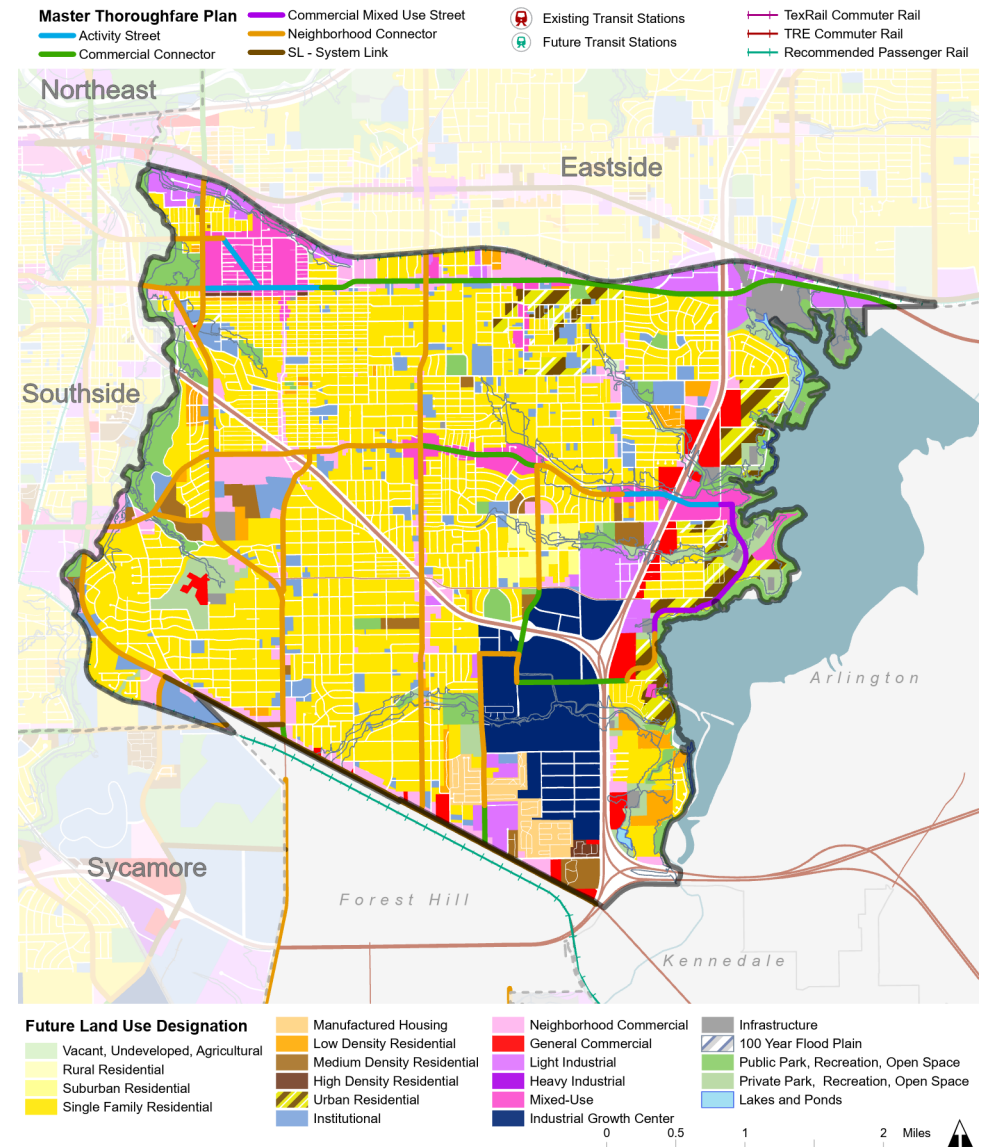 Master Thoroughfare Plan
Activity Street
Commercial Connector
Commercial Mixed Use Street
Neighborhood Connector
SL - System Link
Existing Transit Stations
Future Transit Stations
TexRail Commuter Rail
TRE Commuter Rail
Recommended Passenger Rail
Northeast
Eastside
Southside
Arlington
Sycamore
Forest Hill
Kennedale
Future Land Use Designation
Vacant, Undeveloped, Agricultural
Rural Residential
Suburban Residential
Single Family Residential
Manufactured Housing
Low Density Residential
Medium Density Residential
High Density Residential
Urban Residential
Institutional
Neighborhood Commercial
General Commercial
Light Industrial
Heavy Industrial
Mixed-Use
Industrial Growth Center
Infrastructure
100 Year Flood Plain
Public Park, Recreation, Open Space
Private Park, Recreation, Open Space
Lakes and Ponds
0 0.5 1 2 Miles